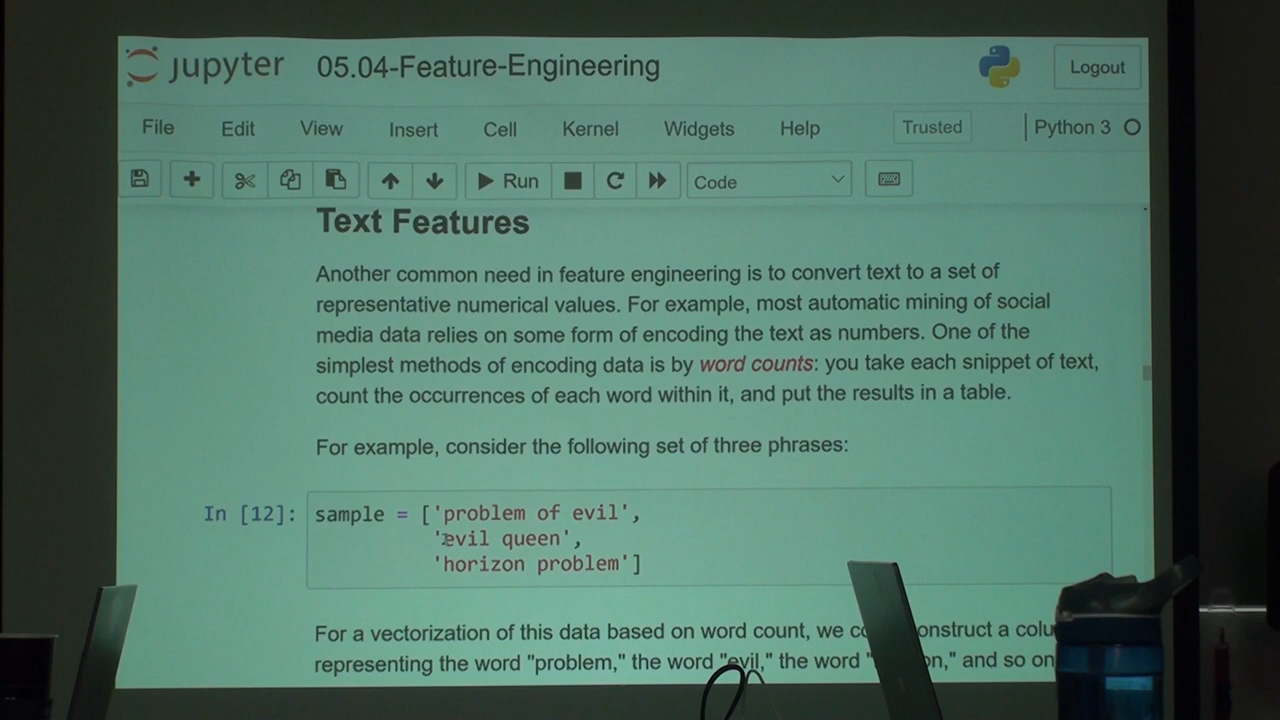 jupyter 05.04-Feature-Engineering Logout
File Edit View Insert Cell Kernel Widgets Help Trusted Python 3
Run Code
Text Features
Another common need in feature engineering is to convert text to a set of
representative numerical values. For example, most automatic mining of social
media data relies on some form of encoding the text as numbers. One of the
simplest methods of encoding data is by word counts: you take each snippet of text,
count the occurrences of each word within it, and put the results in a table.
For example, consider the following set of three phrases:
In [12]: sample = ['problem of evil',
'evil queen',
'horizon problem']
For a vectorization of this data based on word count, we construct a
representing the word "problem," the word "evil," the word " and so on